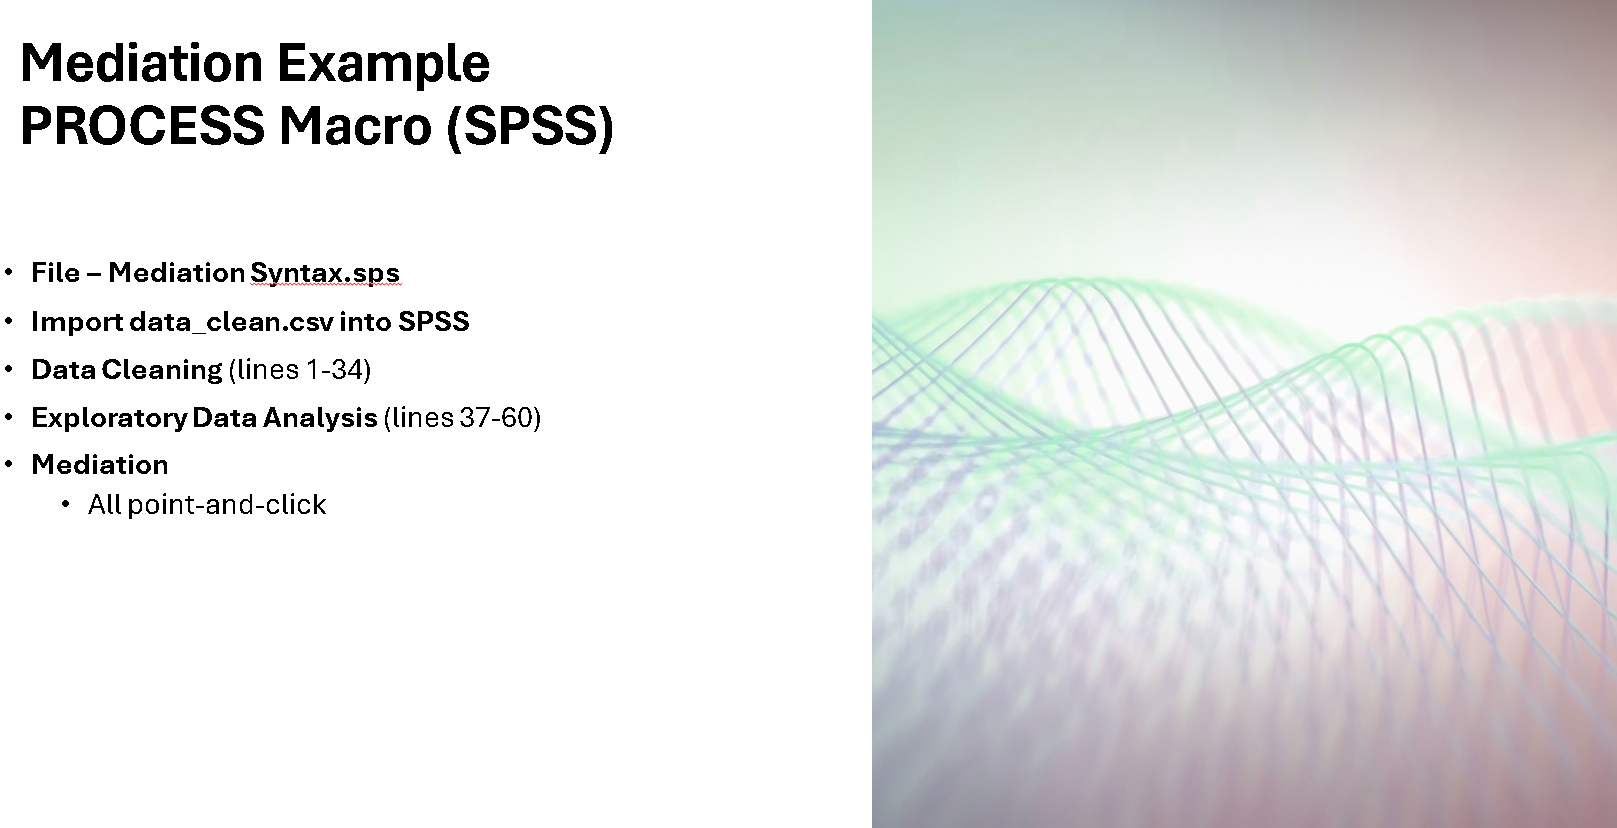 Mediation Example
PROCESS Macro (SPSS)
• File – Mediation Syntax.sps
• Import data_clean.csv into SPSS
• Data Cleaning (lines 1-34)
• Exploratory Data Analysis (lines 37-60)
• Mediation
• All point-and-click